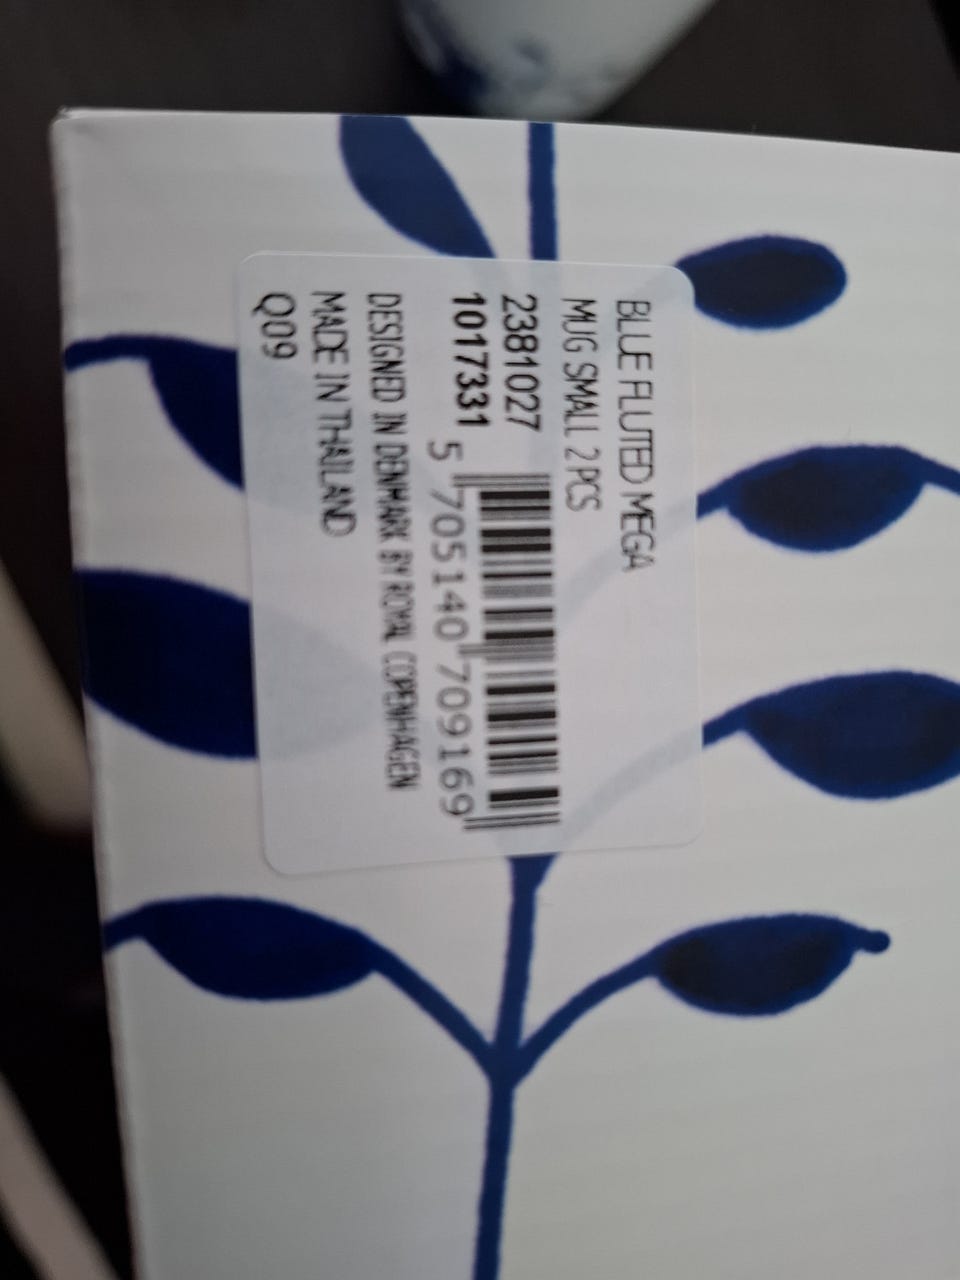 BLUE FLUTED MEGA
MUG SMALL 2 PCS
2381027
1017331
5 705140 709169
DESIGNED IN DENMARK BY ROYAL COPENHAGEN
MADE IN THAILAND
Q09